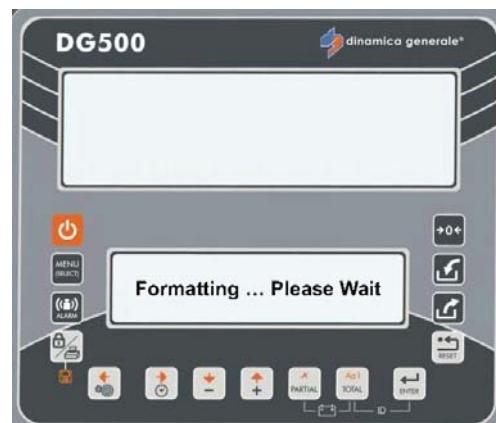 DG500
dinamica generale®
→0←
MENU
(SELECT)
Formatting ... Please Wait
ALARM
RESET
PARTIAL
TOTAL
ENTER
ID